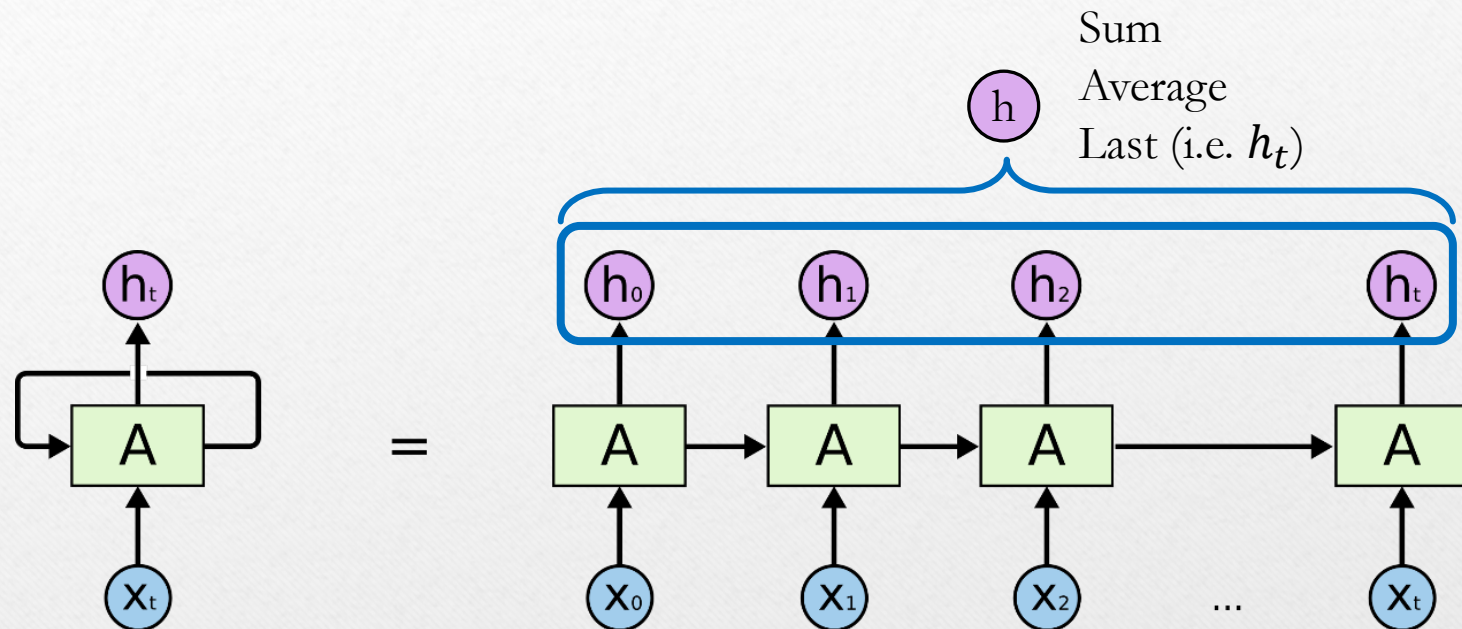 Sum
Average
h
Last (i.e. hₜ)
hₜ
h₀
h₁
h₂
hₜ
A
=
A
A
A
A
xₜ
x₀
x₁
x₂
...
xₜ